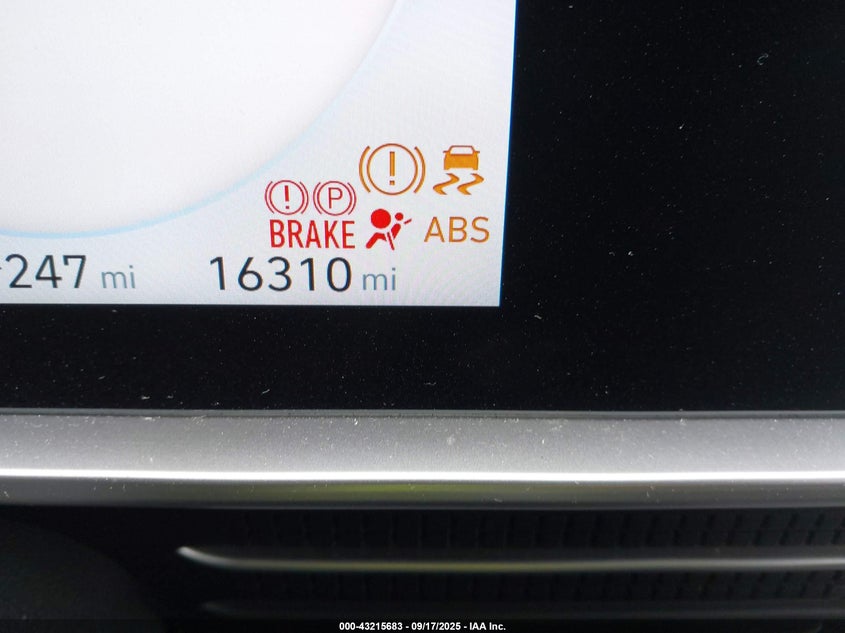 P
BRAKE ABS
247 mi 16310 mi
000-43215683 - 09/17/2025 - IAA Inc.